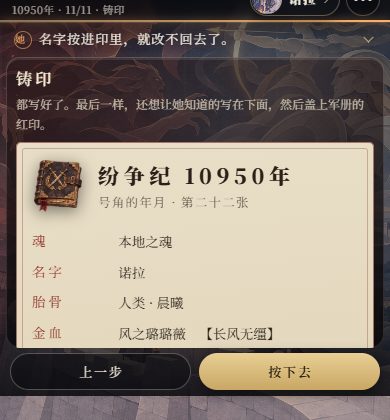 10950年 · 11/11 · 铸印
诺拉
名字按进印里，就改不回去了。
铸印
都写好了。最后一样，还想让她知道的写在下面，然后盖上军册的
红印。
纷争纪 10950年
号角的年月 · 第二十二张
魂 本地之魂
名字 诺拉
胎骨 人类 · 晨曦
金血 风之璐璐薇 【长风无缰】
上一步
按下去